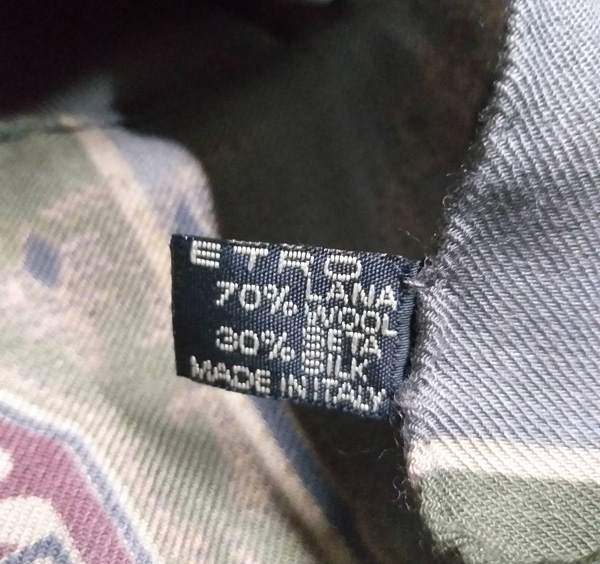 ETRO
70% LANA
WOOL
30% SETA
SILK
MADE IN ITALY